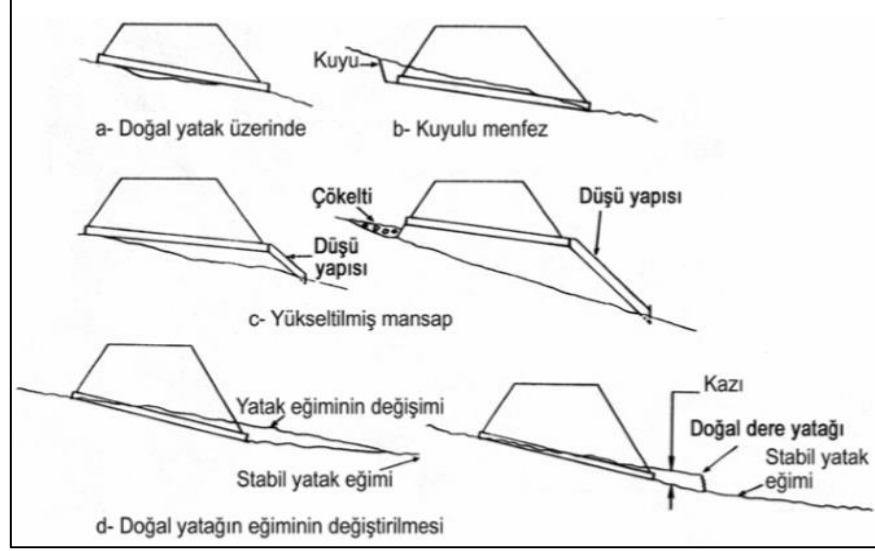 Kuyu
a- Doğal yatak üzerinde
b- Kuyulu menfez
Çökelti
Düşü yapısı
Düşü
yapısı
c- Yükseltilmiş mansap
Yatak eğiminin değişimi
Stabil yatak eğimi
Kazı
Doğal dere yatağı
Stabil yatak
eğimi
d- Doğal yatağın eğiminin değiştirilmesi